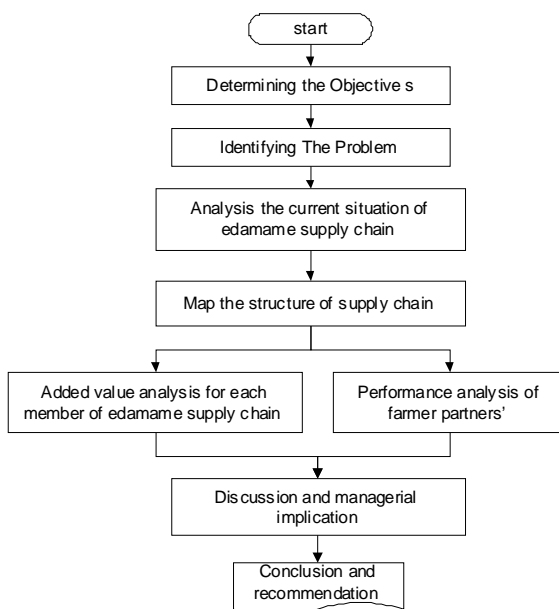 start
Determining the Objective s
Identifying The Problem
Analysis the current situation of
edamame supply chain
Map the structure of supply chain
Added value analysis for each
member of edamame supply chain
Performance analysis of
farmer partners'
Discussion and managerial
implication
Conclusion and
recommendation